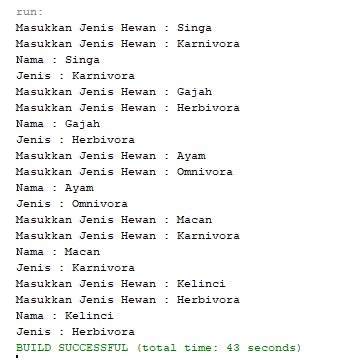 run:
Masukkan Jenis Hewan : Singa
Masukkan Jenis Hewan : Karnivora
Nama : Singa
Jenis : Karnivora
Masukkan Jenis Hewan : Gajah
Masukkan Jenis Hewan : Herbivora
Nama : Gajah
Jenis : Herbivora
Masukkan Jenis Hewan : Ayam
Masukkan Jenis Hewan : Omnivora
Nama : Ayam
Jenis : Omnivora
Masukkan Jenis Hewan : Macan
Masukkan Jenis Hewan : Karnivora
Nama : Macan
Jenis : Karnivora
Masukkan Jenis Hewan : Kelinci
Masukkan Jenis Hewan : Herbivora
Nama : Kelinci
Jenis : Herbivora
BUILD SUCCESSFUL (total time: 43 seconds)